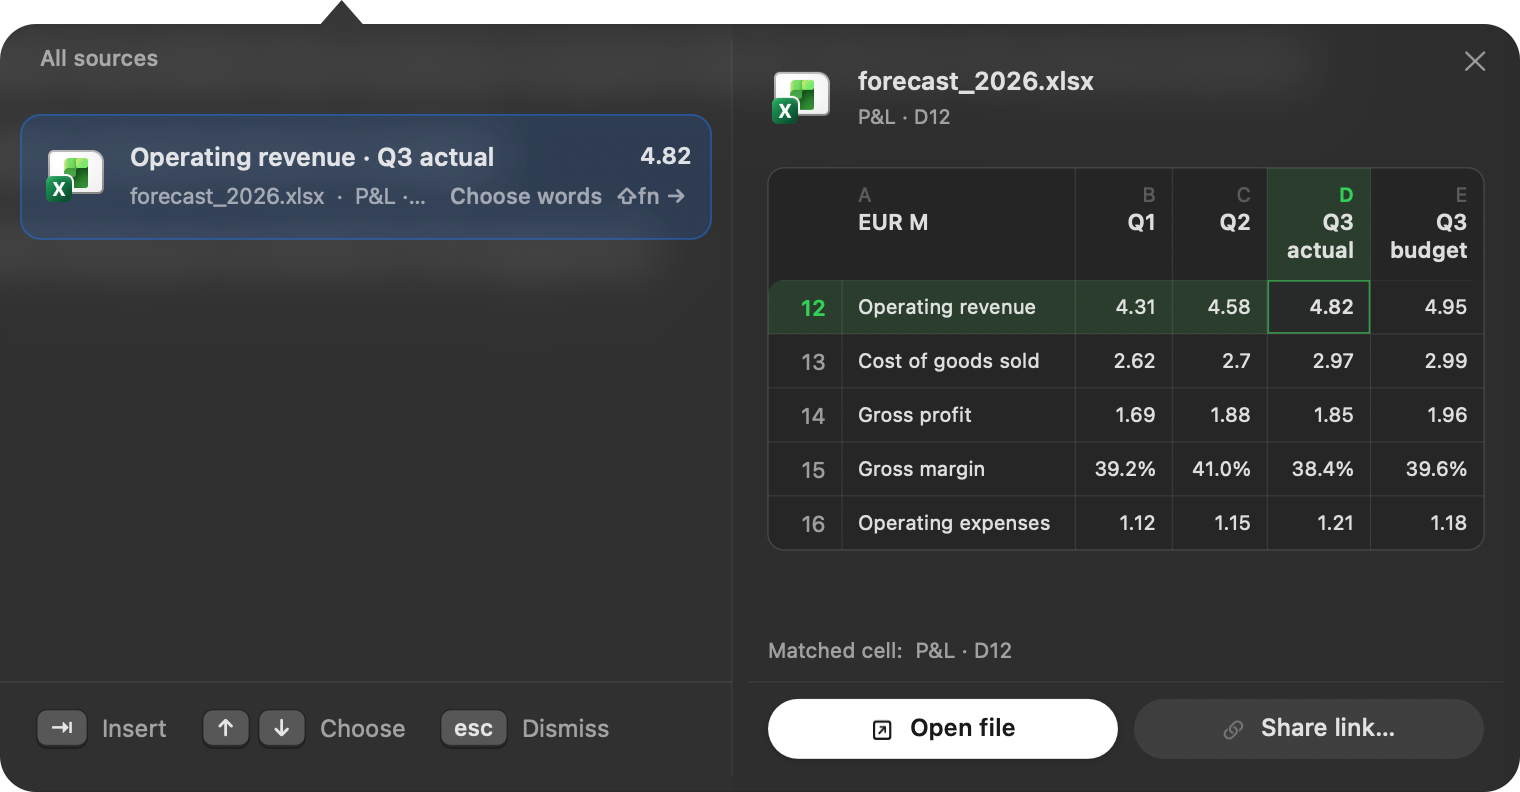 All sources
Operating revenue · Q3 actual 4.82
forecast_2026.xlsx · P&L ·... Choose words ⇧fn →
X
forecast_2026.xlsx
P&L · D12
X
A B C D E
EUR M Q1 Q2 Q3 actual Q3 budget
12 Operating revenue 4.31 4.58 4.82 4.95
13 Cost of goods sold 2.62 2.7 2.97 2.99
14 Gross profit 1.69 1.88 1.85 1.96
15 Gross margin 39.2% 41.0% 38.4% 39.6%
16 Operating expenses 1.12 1.15 1.21 1.18
Matched cell: P&L · D12
⇥ Insert ↑ ↓ Choose esc Dismiss
Open file Share link...